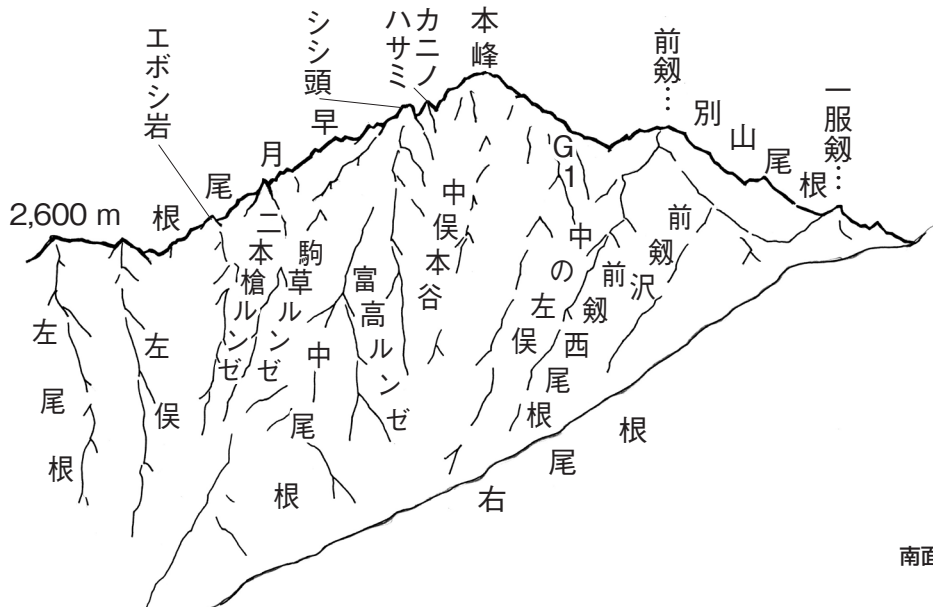 エボシ岩
シシ頭
カニノ
ハサミ
本峰
前剱…
一服剱…
早月尾根
別山尾根
2,600 m
左尾根
左俣
二本槍ルンゼ
駒草ルンゼ
中尾根
富高ルンゼ
中俣本谷
G1
中の左俣
前剱西尾根
前剱沢
右尾根
南面